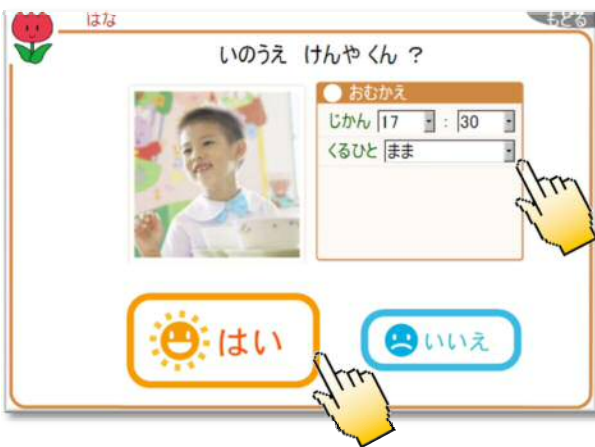 はな
もどる
いのうえ けんや くん ?
おむかえ
じかん 17 : 30
くるひと まま
はい
いいえ